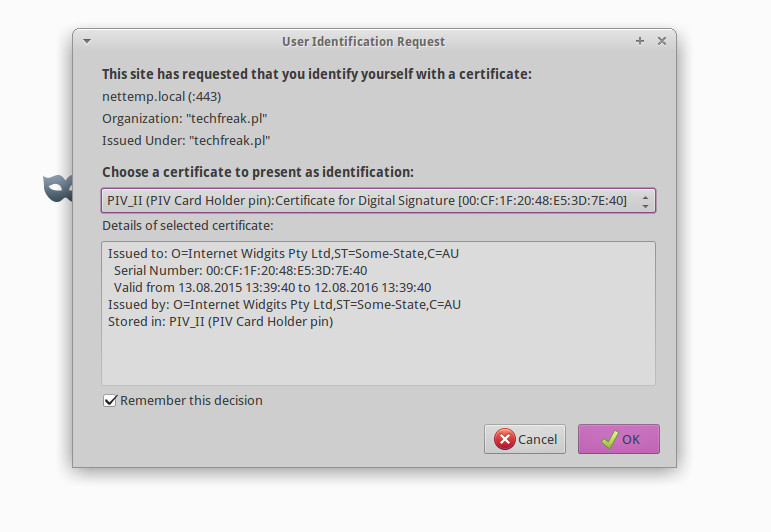 User Identification Request
This site has requested that you identify yourself with a certificate:
nettemp.local (:443)
Organization: "techfreak.pl"
Issued Under: "techfreak.pl"
Choose a certificate to present as identification:
PIV_II (PIV Card Holder pin):Certificate for Digital Signature [00:CF:1F:20:48:E5:3D:7E:40]
Details of selected certificate:
Issued to: O=Internet Widgits Pty Ltd,ST=Some-State,C=AU
Serial Number: 00:CF:1F:20:48:E5:3D:7E:40
Valid from 13.08.2015 13:39:40 to 12.08.2016 13:39:40
Issued by: O=Internet Widgits Pty Ltd,ST=Some-State,C=AU
Stored in: PIV_II (PIV Card Holder pin)
Remember this decision
Cancel
OK